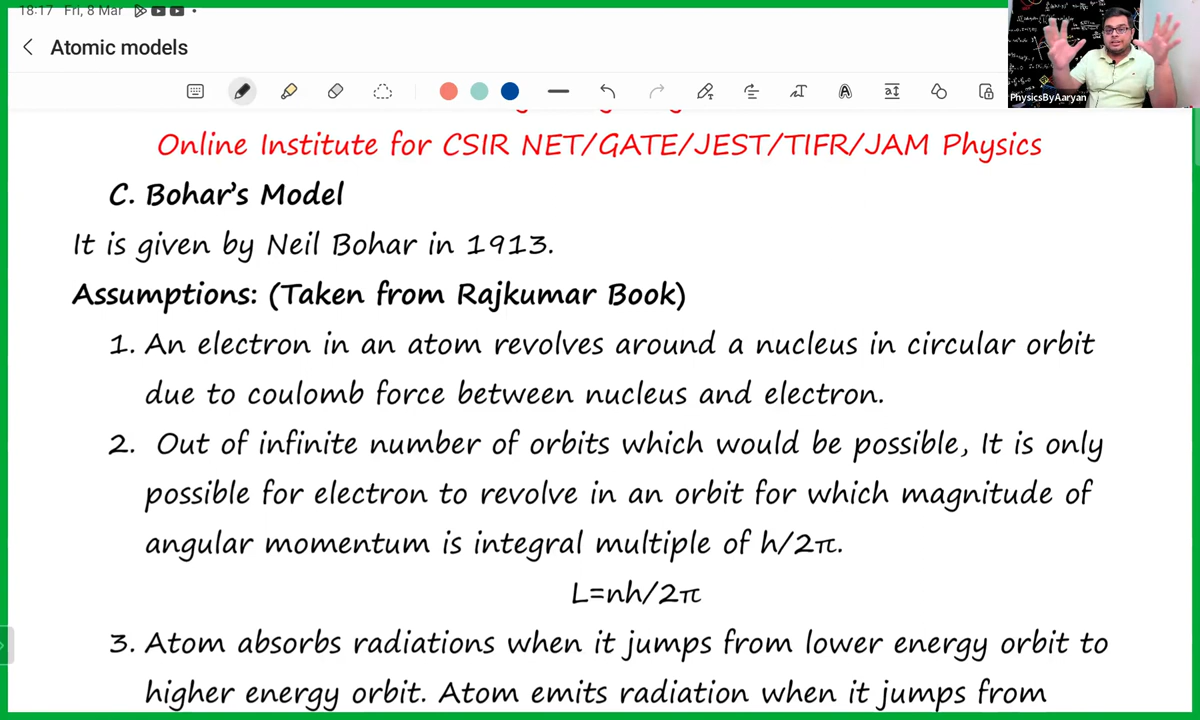 18:17 Fri, 8 Mar
Atomic models
PhysicsByAaryan
Online Institute for CSIR NET/GATE/JEST/TIFR/JAM Physics
C. Bohar's Model
It is given by Neil Bohar in 1913.
Assumptions: (Taken from Rajkumar Book)
1. An electron in an atom revolves around a nucleus in circular orbit
due to coulomb force between nucleus and electron.
2. Out of infinite number of orbits which would be possible, It is only
possible for electron to revolve in an orbit for which magnitude of
angular momentum is integral multiple of h/2π.
L=nh/2π
3. Atom absorbs radiations when it jumps from lower energy orbit to
higher energy orbit. Atom emits radiation when it jumps from